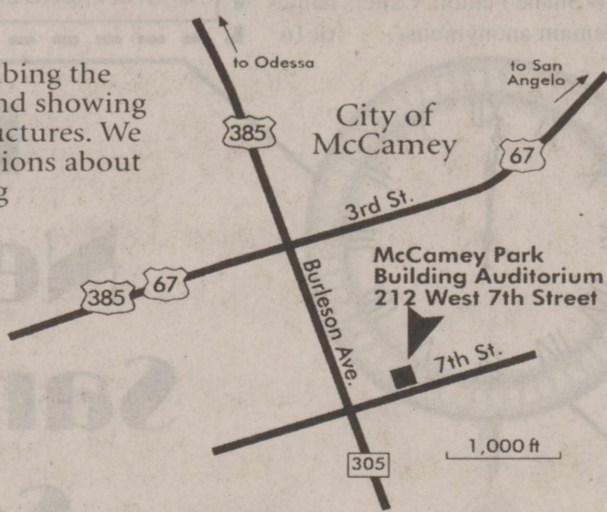 bing the
nd showing
uctures. We
ions about
g
to Odessa
to San
Angelo
385
City of
McCamey
67
3rd St.
385
67
McCamey Park
Building Auditorium
212 West 7th Street
Burleson Ave.
7th St.
305
1,000 ft